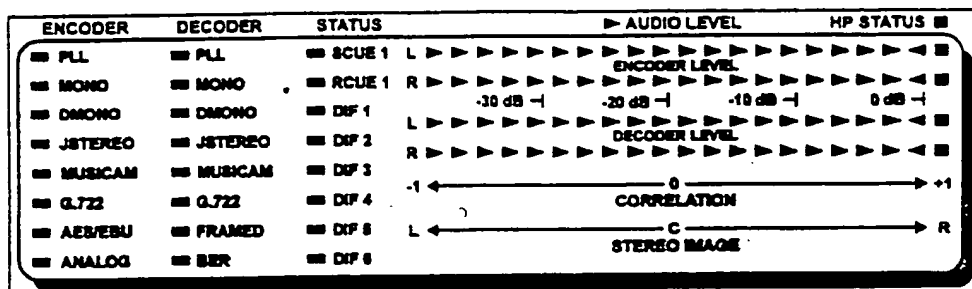 ENCODER DECODER STATUS AUDIO LEVEL HP STATUS
PLL PLL SCUE 1 L
ENCODER LEVEL
MONO MONO RCUE 1 R
-30 dB -20 dB -10 dB 0 dB
DMONO DMONO DIF 1 L
DECODER LEVEL
JSTEREO JSTEREO DIF 2 R
MUSICAM MUSICAM DIF 3
-1 0 +1
CORRELATION
G.722 G.722 DIF 4
AES/EBU FRAMED DIF 5 L C R
STEREO IMAGE
ANALOG BER DIF 6